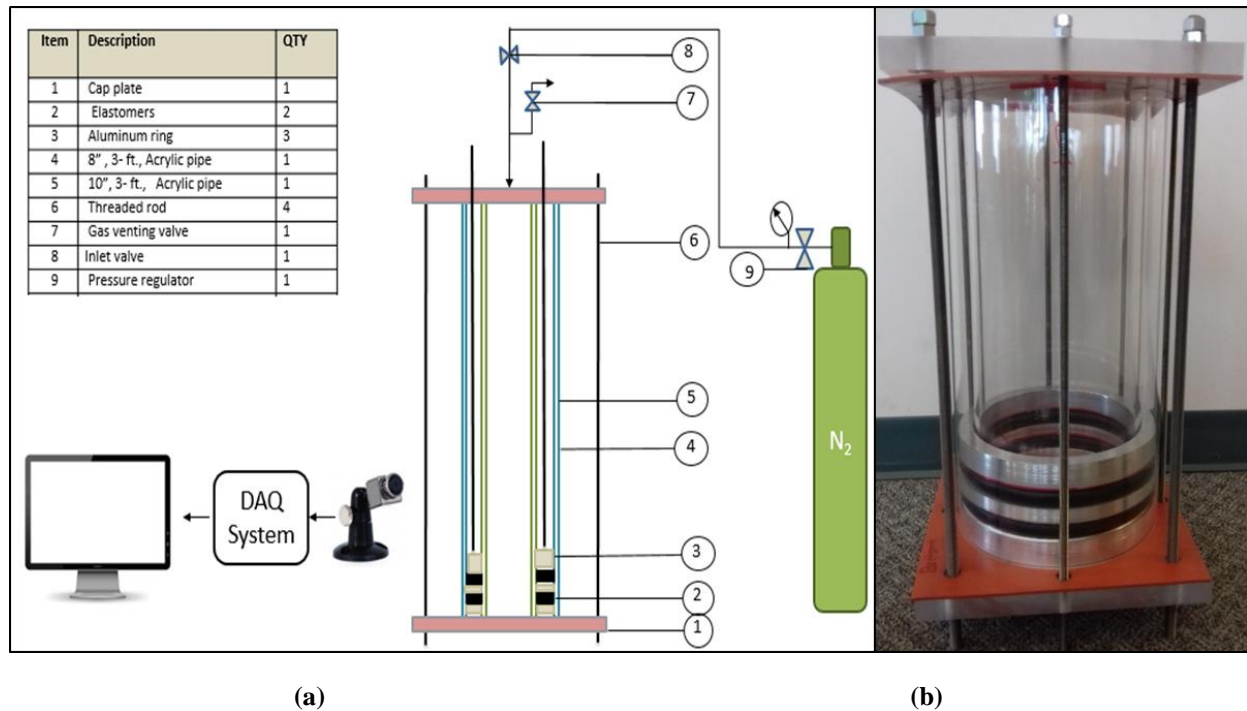 Item Description QTY
1 Cap plate 1
2 Elastomers 2
3 Aluminum ring 3
4 8” , 3- ft., Acrylic pipe 1
5 10”, 3- ft., Acrylic pipe 1
6 Threaded rod 4
7 Gas venting valve 1
8 Inlet valve 1
9 Pressure regulator 1
8
7
6
9
5
4
N2
DAQ
System
3
2
1
(a) (b)